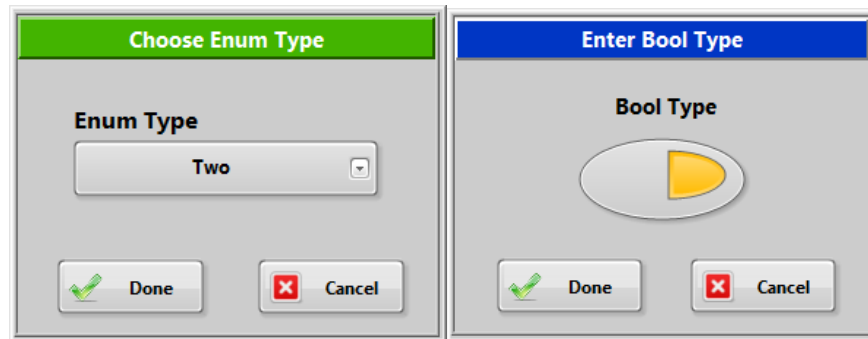 Choose Enum Type
Enum Type
Two
Done
Cancel
Enter Bool Type
Bool Type
Done
Cancel